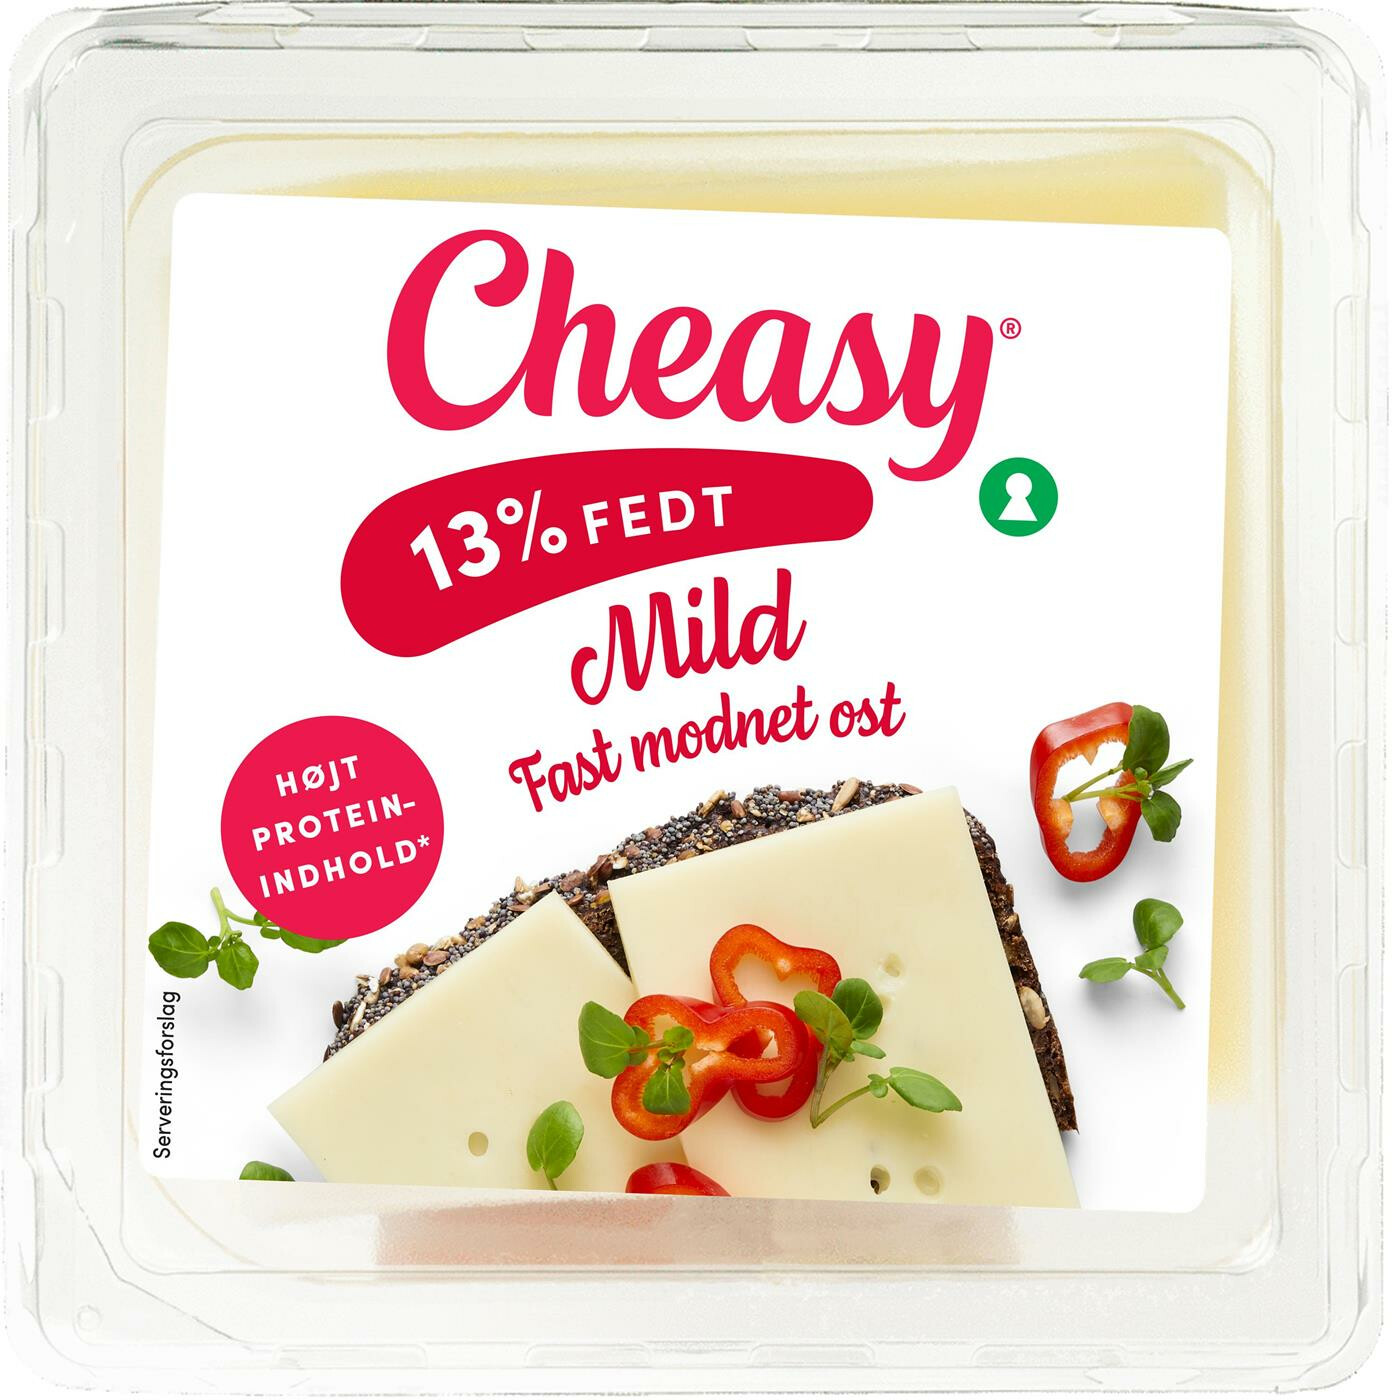 Cheasy®
13% FEDT
Mild
Fast modnet ost
HØJT
PROTEIN-
INDHOLD*
Serveringsforslag